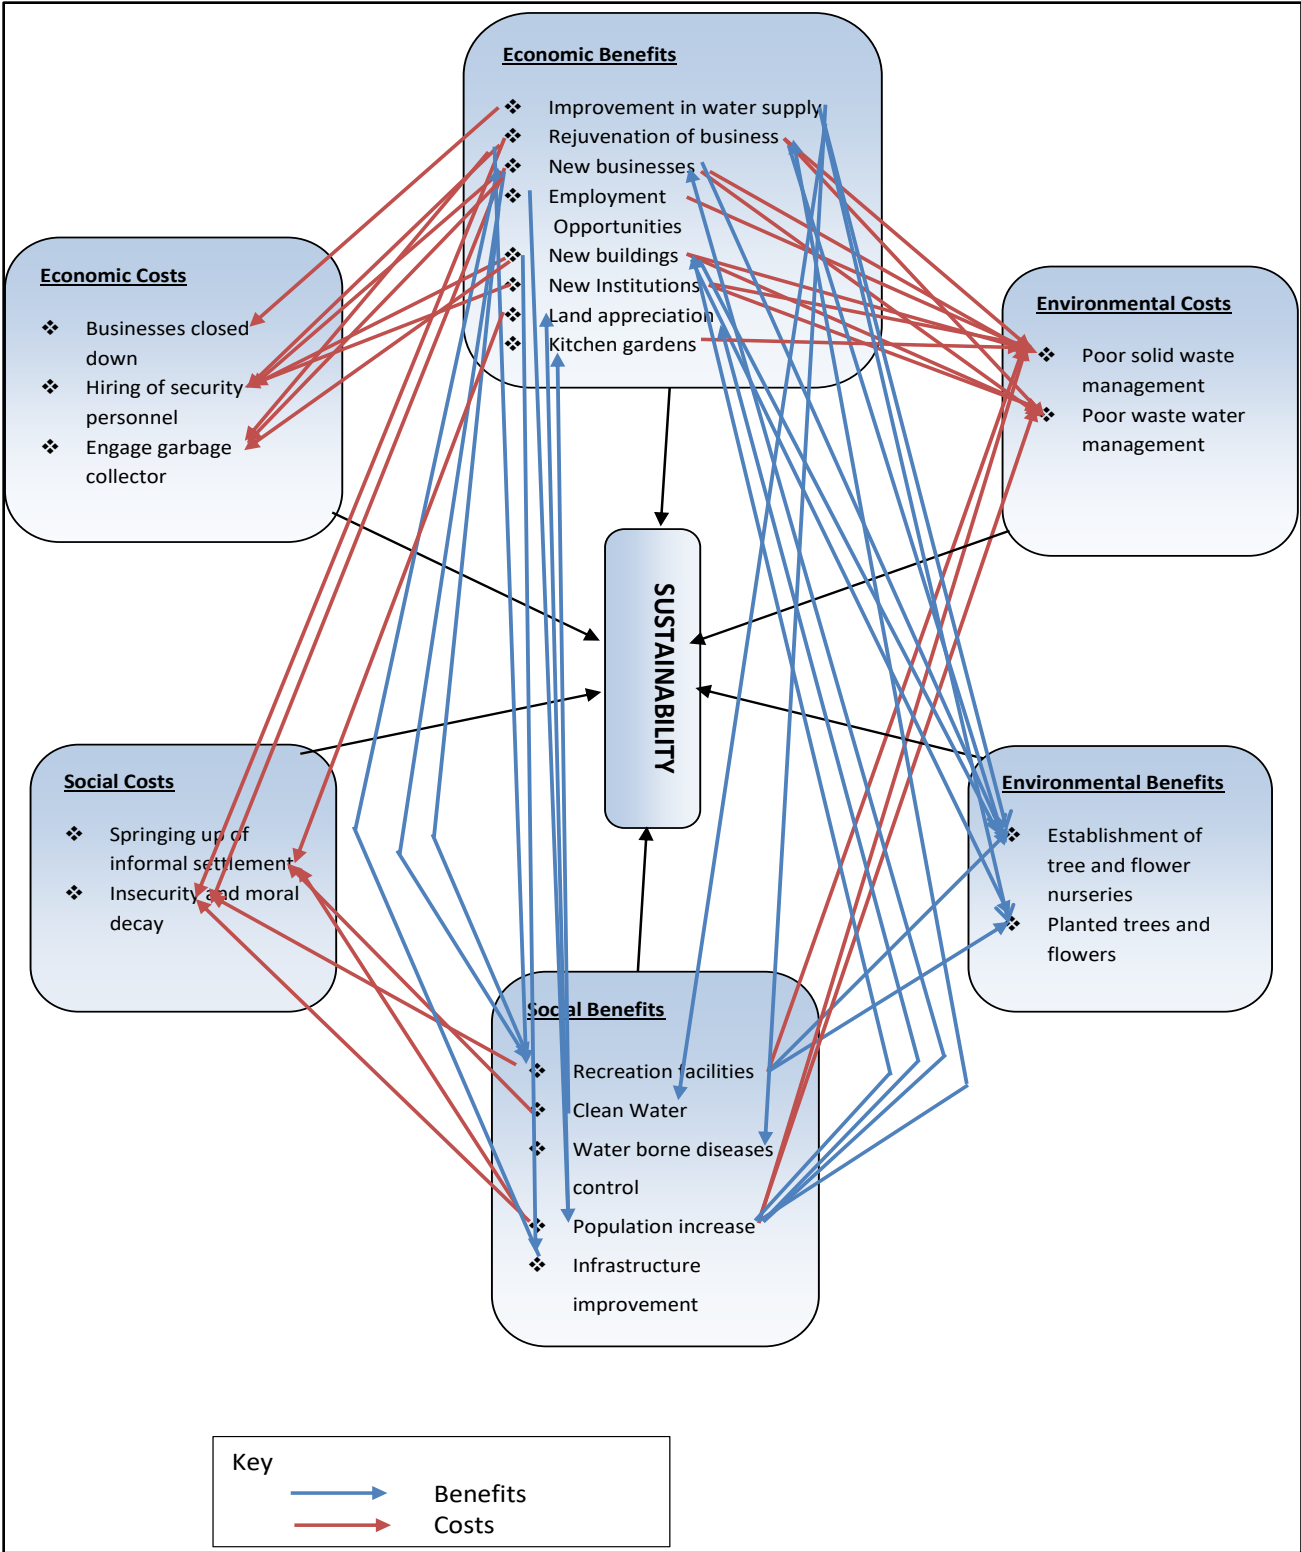 Economic Benefits
❖ Improvement in water supply
❖ Rejuvenation of business
❖ New businesses
❖ Employment
Opportunities
❖ New buildings
❖ New Institutions
❖ Land appreciation
❖ Kitchen gardens
Economic Costs
❖ Businesses closed
down
❖ Hiring of security
personnel
❖ Engage garbage
collector
Environmental Costs
❖ Poor solid waste
management
❖ Poor waste water
management
SUSTAINABILITY
Social Costs
❖ Springing up of
informal settlement
❖ Insecurity and moral
decay
Environmental Benefits
❖ Establishment of
tree and flower
nurseries
❖ Planted trees and
flowers
Social Benefits
❖ Recreation facilities
❖ Clean Water
❖ Water borne diseases
control
❖ Population increase
❖ Infrastructure
improvement
Key
Benefits
Costs